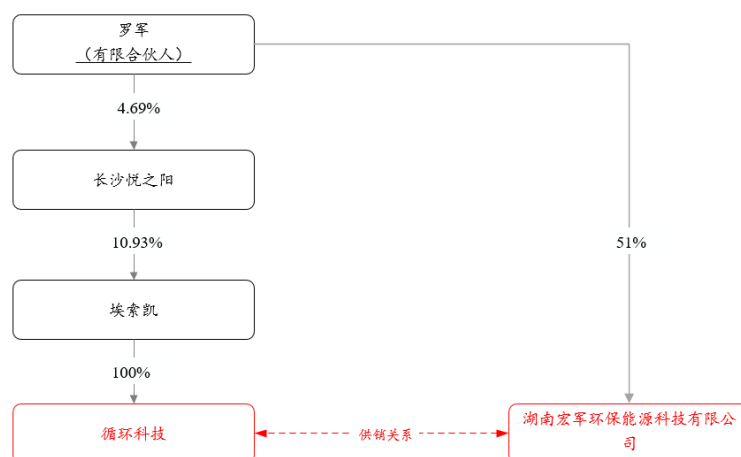 罗军
（有限合伙人）
4.69%
长沙悦之阳
10.93%
51%
埃索凯
100%
循环科技
供销关系
湖南宏军环保能源科技有限公
司